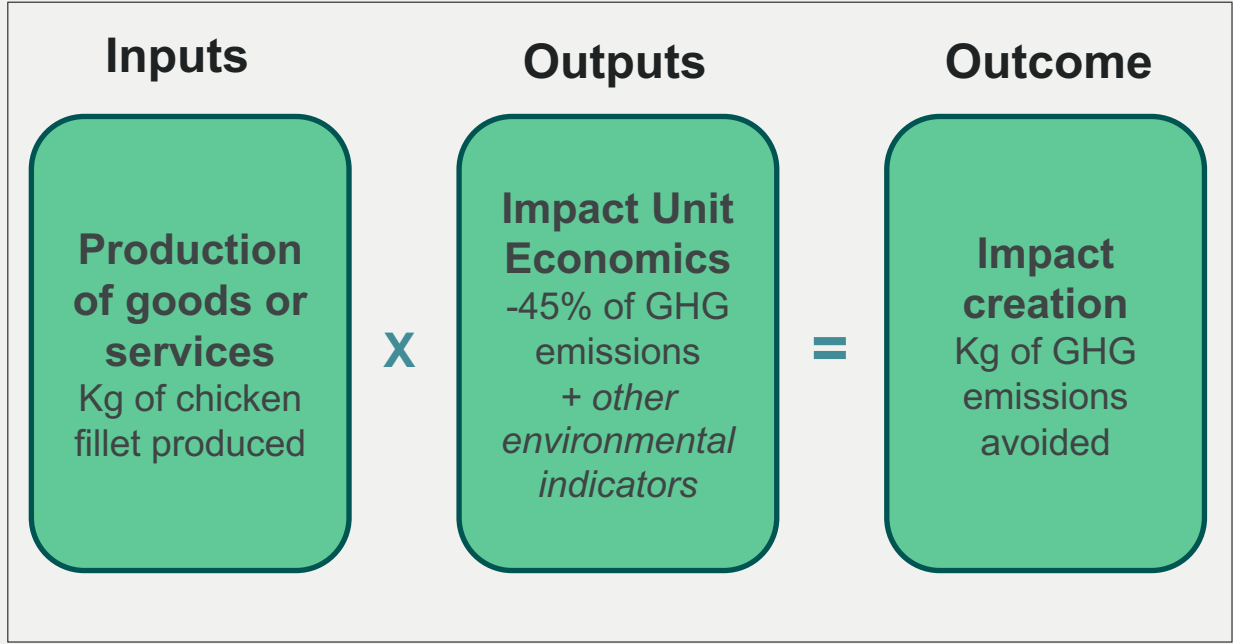 Inputs
Production
of goods or
services
Kg of chicken
fillet produced
X
Outputs
Impact Unit
Economics
-45% of GHG
emissions
+ other
environmental
indicators
=
Outcome
Impact
creation
Kg of GHG
emissions
avoided